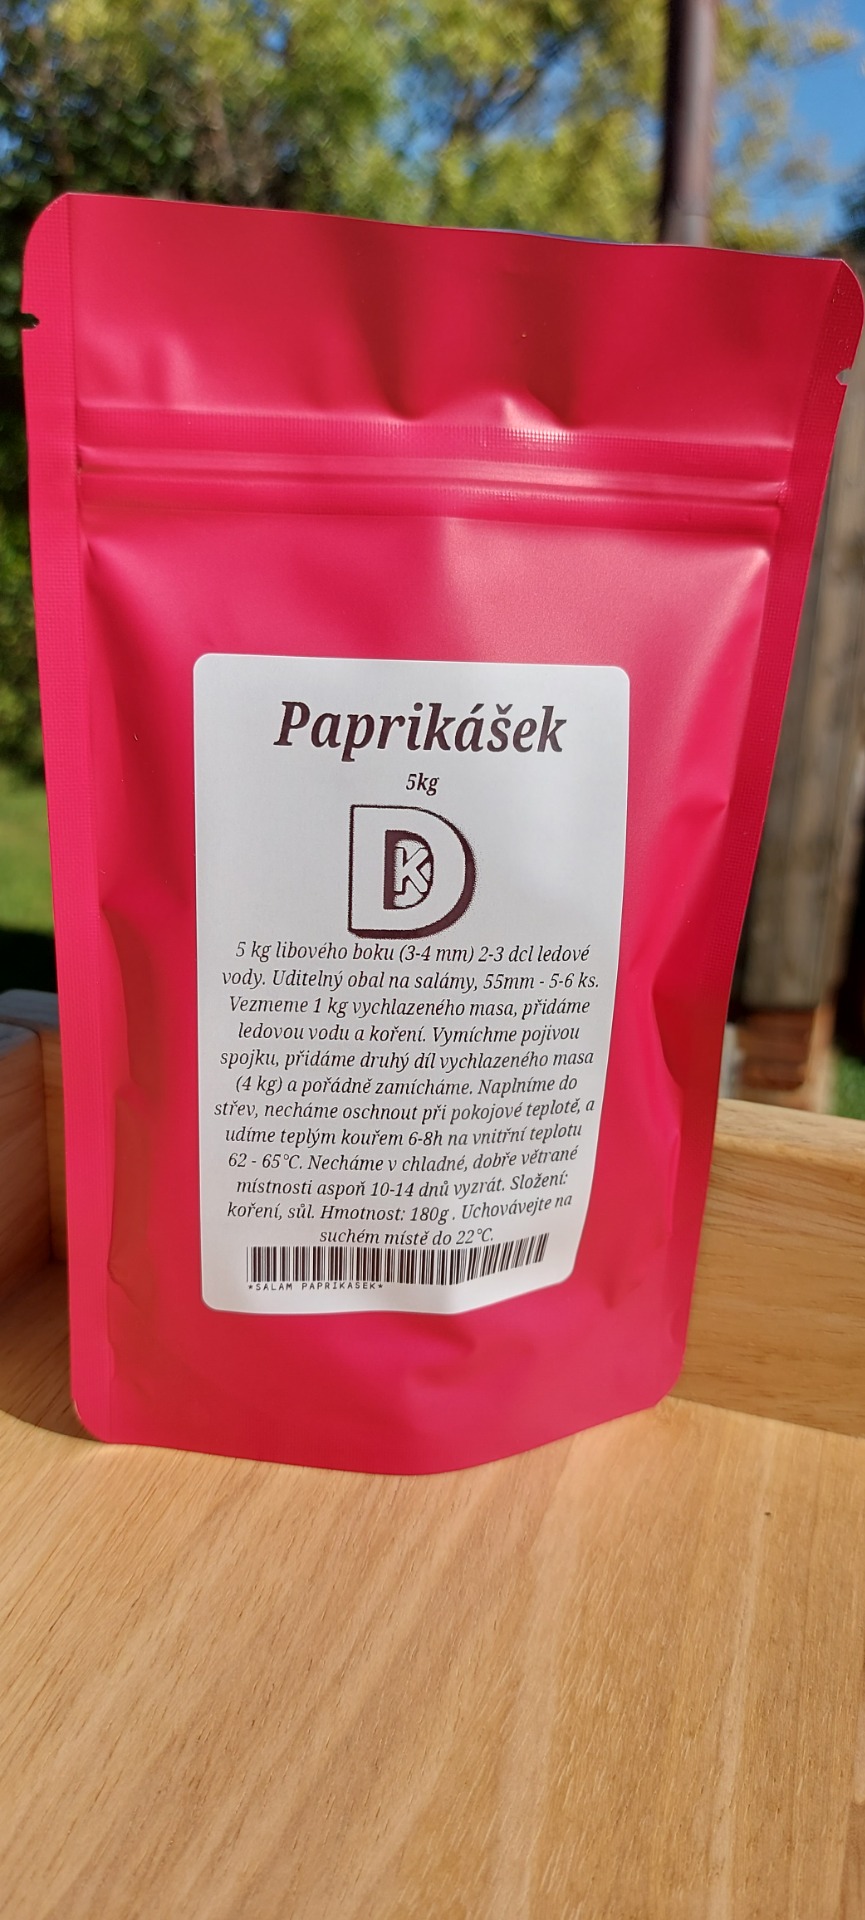 Paprikášek
5kg
DK
5 kg libového boku (3-4 mm) 2-3 dcl ledové
vody. Uditelný obal na salámy, 55mm - 5-6 ks.
Vezmeme 1 kg vychlazeného masa, přidáme
ledovou vodu a koření. Vymíchme pojivou
spojku, přidáme druhý díl vychlazeného masa
(4 kg) a pořádně zamícháme. Naplníme do
střev, necháme oschnout při pokojové teplotě, a
udíme teplým kouřem 6-8h na vnitřní teplotu
62 - 65°C. Necháme v chladné, dobře větrané
místnosti aspoň 10-14 dnů vyzrát. Složení:
koření, sůl. Hmotnost: 180g . Uchovávejte na
suchém místě do 22°C.
*SALAM PAPRIKASEK*